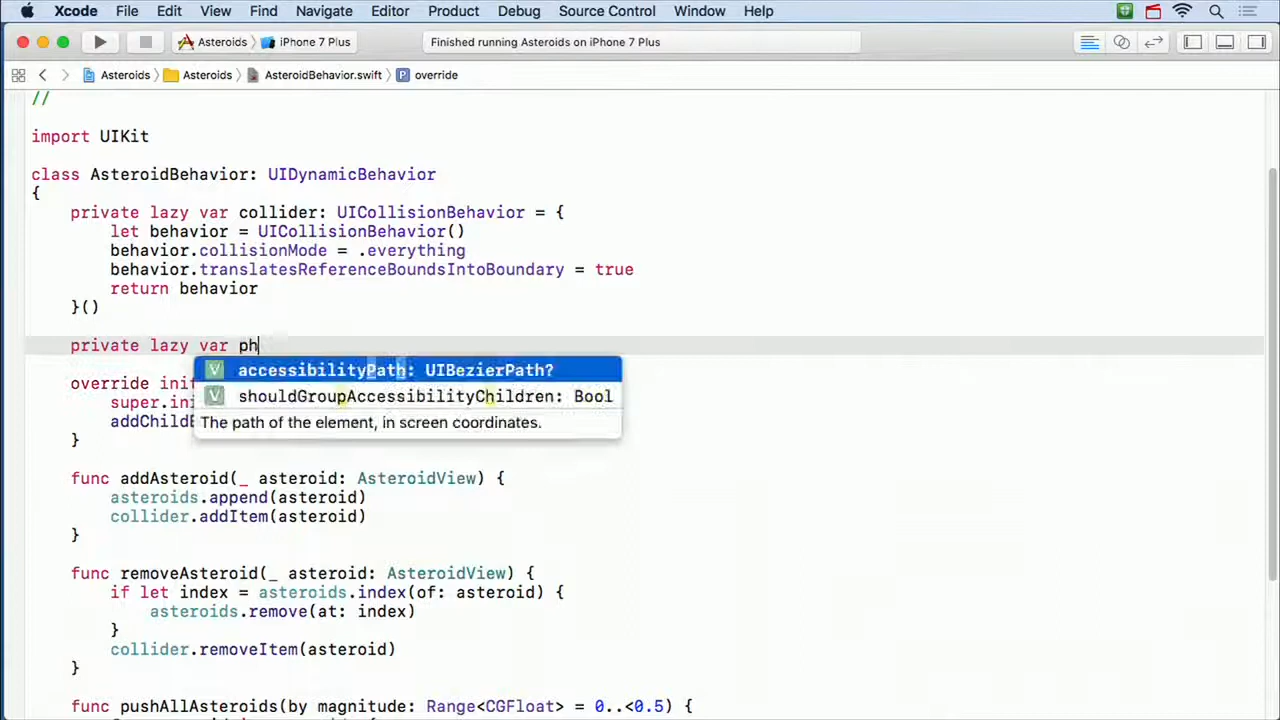 Xcode File Edit View Find Navigate Editor Product Debug Source Control Window Help
Asteroids iPhone 7 Plus Finished running Asteroids on iPhone 7 Plus
Asteroids Asteroids AsteroidBehavior.swift P override
//
import UIKit
class AsteroidBehavior: UIDynamicBehavior
{
private lazy var collider: UICollisionBehavior = {
let behavior = UICollisionBehavior()
behavior.collisionMode = .everything
behavior.translatesReferenceBoundsIntoBoundary = true
return behavior
}()
private lazy var ph
V accessibilityPath: UIBezierPath?
override init
V shouldGroupAccessibilityChildren: Bool
super.ini
The path of the element, in screen coordinates.
addChildB
}
func addAsteroid(_ asteroid: AsteroidView) {
asteroids.append(asteroid)
collider.addItem(asteroid)
}
func removeAsteroid(_ asteroid: AsteroidView) {
if let index = asteroids.index(of: asteroid) {
asteroids.remove(at: index)
}
collider.removeItem(asteroid)
}
func pushAllAsteroids(by magnitude: Range<CGFloat> = 0..<0.5) {